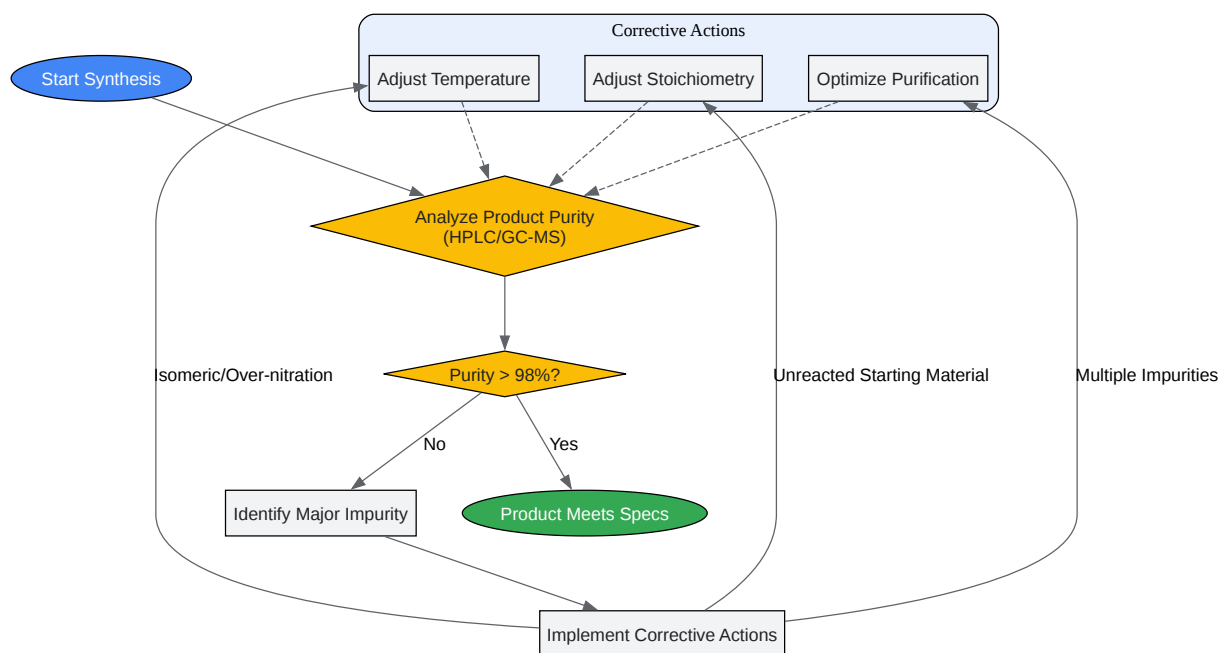 Corrective Actions
Start Synthesis
Adjust Temperature
Adjust Stoichiometry
Optimize Purification
Analyze Product Purity
(HPLC/GC-MS)
Isomeric/Over-nitration
Purity > 98%?
Unreacted Starting Material
Multiple Impurities
No
Yes
Identify Major Impurity
Product Meets Specs
Implement Corrective Actions